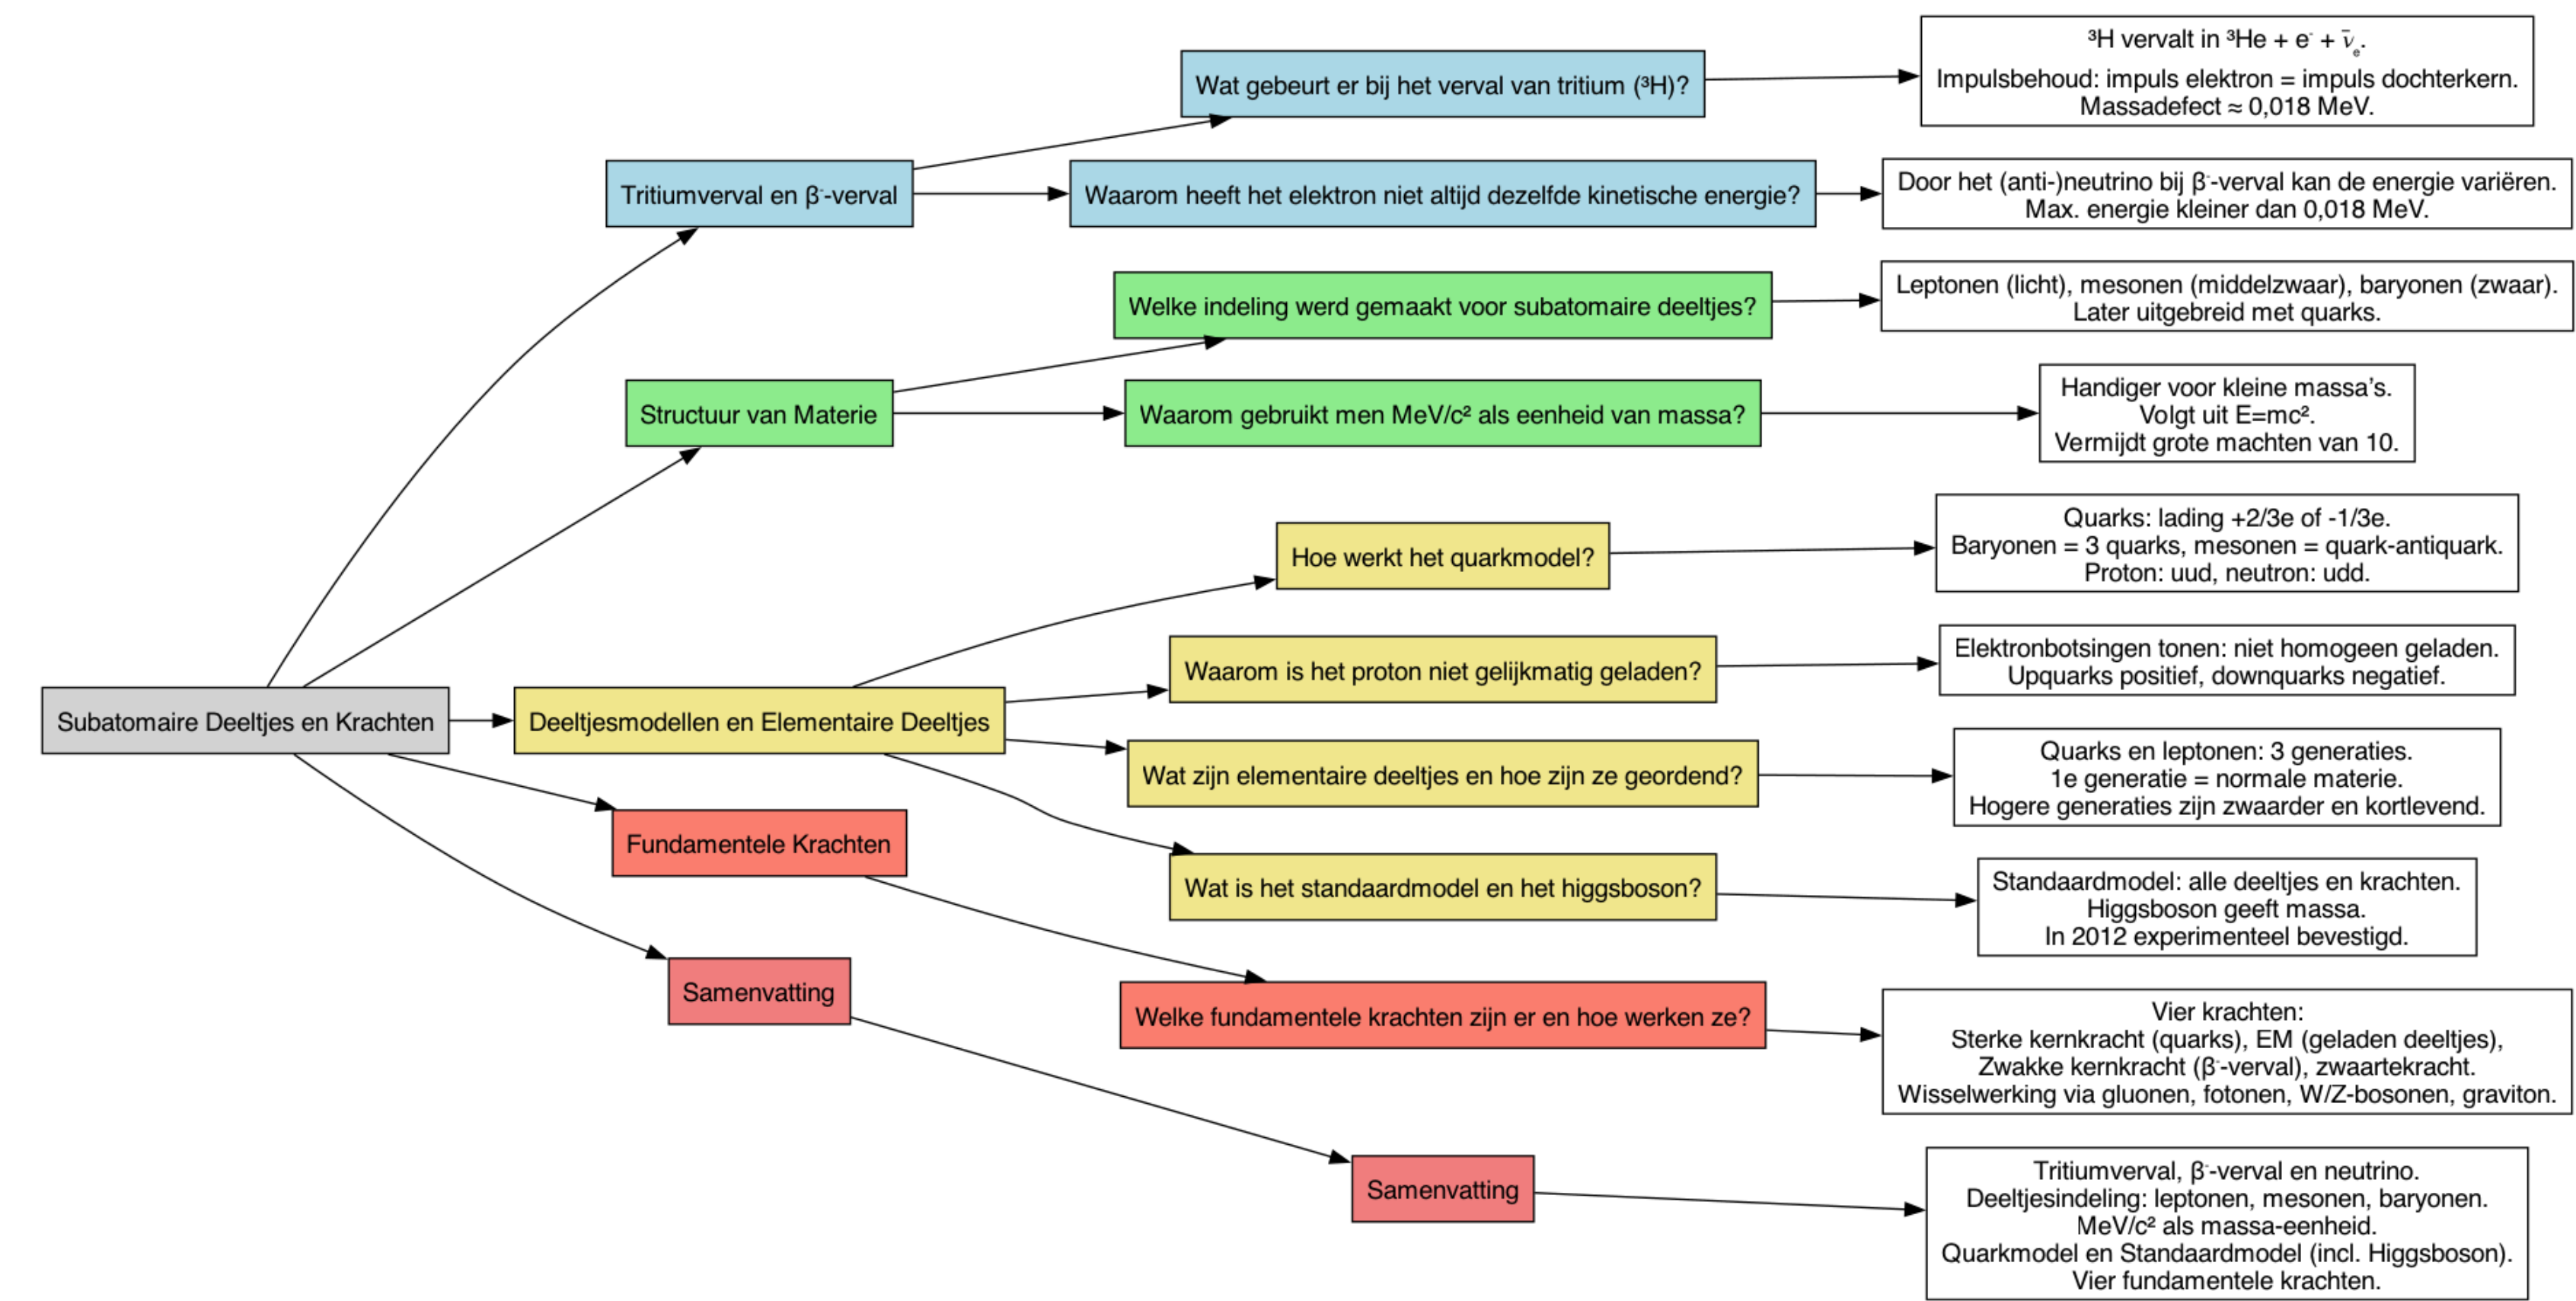 Subatomaire Deeltjes en Krachten
Tritiumverval en β⁻-verval
Wat gebeurt er bij het verval van tritium (³H)?
³H vervalt in ³He + e⁻ + ν̄ₑ.
Impulsbehoud: impuls elektron = impuls dochterkern.
Massadefect ≈ 0,018 MeV.
Waarom heeft het elektron niet altijd dezelfde kinetische energie?
Door het (anti-)neutrino bij β⁻-verval kan de energie variëren.
Max. energie kleiner dan 0,018 MeV.
Structuur van Materie
Welke indeling werd gemaakt voor subatomaire deeltjes?
Leptonen (licht), mesonen (middelzwaar), baryonen (zwaar).
Later uitgebreid met quarks.
Waarom gebruikt men MeV/c² als eenheid van massa?
Handiger voor kleine massa’s.
Volgt uit E=mc².
Vermijdt grote machten van 10.
Deeltjesmodellen en Elementaire Deeltjes
Hoe werkt het quarkmodel?
Quarks: lading +2/3e of -1/3e.
Baryonen = 3 quarks, mesonen = quark-antiquark.
Proton: uud, neutron: udd.
Waarom is het proton niet gelijkmatig geladen?
Elektronbotsingen tonen: niet homogeen geladen.
Upquarks positief, downquarks negatief.
Wat zijn elementaire deeltjes en hoe zijn ze geordend?
Quarks en leptonen: 3 generaties.
1e generatie = normale materie.
Hogere generaties zijn zwaarder en kortlevend.
Wat is het standaardmodel en het higgsboson?
Standaardmodel: alle deeltjes en krachten.
Higgsboson geeft massa.
In 2012 experimenteel bevestigd.
Fundamentele Krachten
Welke fundamentele krachten zijn er en hoe werken ze?
Vier krachten:
Sterke kernkracht (quarks), EM (geladen deeltjes),
Zwakke kernkracht (β⁻-verval), zwaartekracht.
Wisselwerking via gluonen, fotonen, W/Z-bosonen, graviton.
Samenvatting
Samenvatting
Tritiumverval, β⁻-verval en neutrino.
Deeltjesindeling: leptonen, mesonen, baryonen.
MeV/c² als massa-eenheid.
Quarkmodel en Standaardmodel (incl. Higgsboson).
Vier fundamentele krachten.